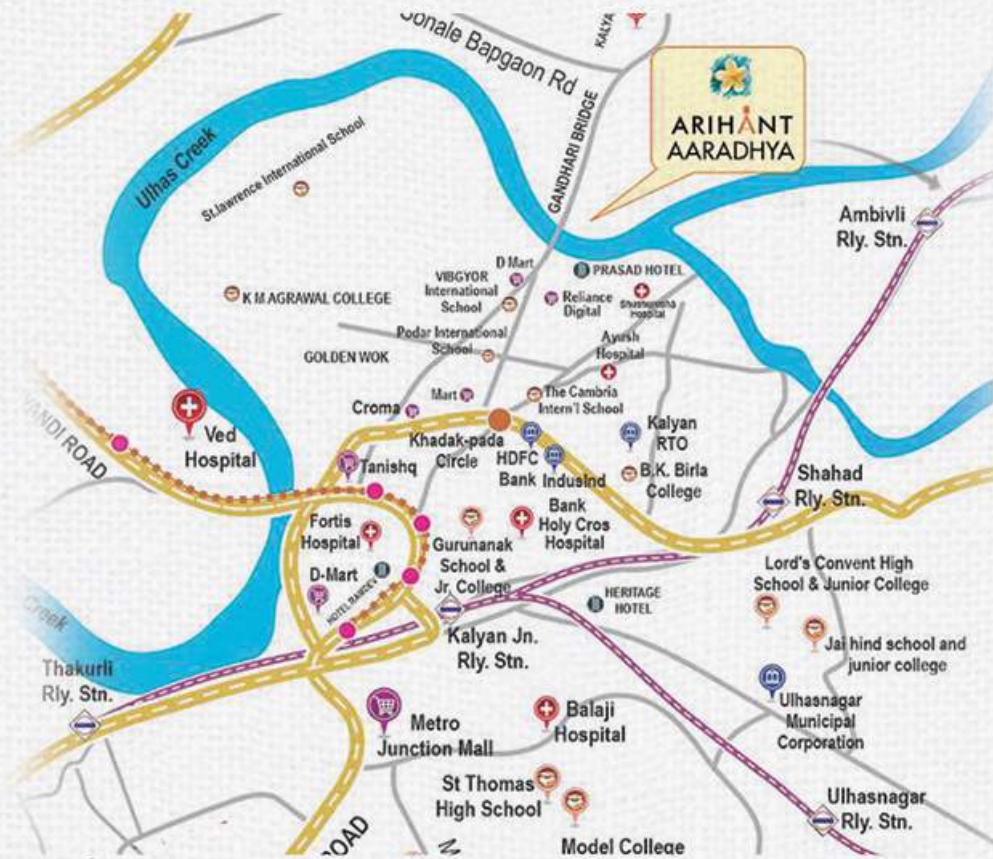 Sonale Bapgaon Rd
KALYA
GANDHARI BRIDGE
ARIHANT
AARADHYA
Ulhas Creek
St.lawrence International School
Ambivli
Rly. Stn.
D Mart
PRASAD HOTEL
VIBGYOR
International
School
Reliance
Digital
Hospital
K M AGRAWAL COLLEGE
Podar International
School
Ayush
Hospital
GOLDEN WOK
Mart
The Cambria
Intern'l School
Croma
Khadak-pada
Circle
HDFC
Bank
IndusInd
Bank
Kalyan
RTO
B.K. Birla
College
VANDI ROAD
Ved
Hospital
Tanishq
Shahad
Rly. Stn.
Fortis
Hospital
Gurunanak
School &
Jr. College
Holy Cros
Hospital
D-Mart
HOTEL RAMDEV
HERITAGE
HOTEL
Lord's Convent High
School & Junior College
Creek
Kalyan Jn.
Rly. Stn.
Jai hind school and
junior college
Thakurli
Rly. Stn.
Ulhasnagar
Municipal
Corporation
Metro
Junction Mall
Balaji
Hospital
St Thomas
High School
Ulhasnagar
Rly. Stn.
ROAD
M
Model College